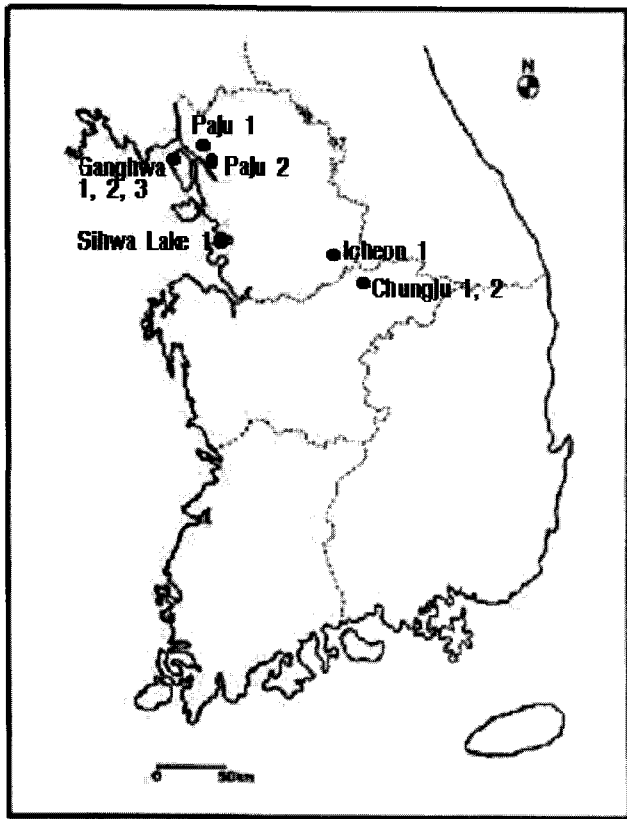 N
Paju 1
Ganghwa
1, 2, 3
Paju 2
Sihwa Lake 1
Icheon 1
Chungju 1, 2
0 50km